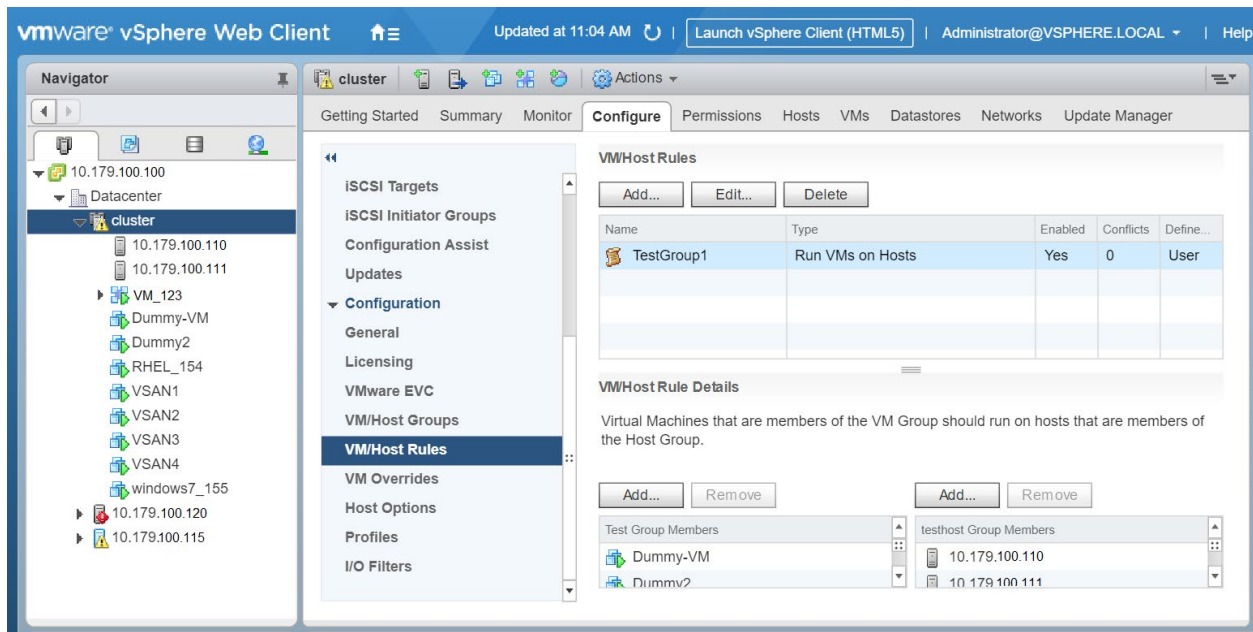 vmware® vSphere Web Client
Updated at 11:04 AM | Launch vSphere Client (HTML5) | Administrator@VSPHERE.LOCAL | Help
Navigator
10.179.100.100
Datacenter
cluster
10.179.100.110
10.179.100.111
VM_123
Dummy-VM
Dummy2
RHEL_154
VSAN1
VSAN2
VSAN3
VSAN4
windows7_155
10.179.100.120
10.179.100.115
cluster Actions
Getting Started Summary Monitor Configure Permissions Hosts VMs Datastores Networks Update Manager
iSCSI Targets
iSCSI Initiator Groups
Configuration Assist
Updates
Configuration
General
Licensing
VMware EVC
VM/Host Groups
VM/Host Rules
VM Overrides
Host Options
Profiles
I/O Filters
VM/Host Rules
Add... Edit... Delete
Name Type Enabled Conflicts Define...
TestGroup1 Run VMs on Hosts Yes 0 User
VM/Host Rule Details
Virtual Machines that are members of the VM Group should run on hosts that are members of
the Host Group.
Add... Remove Add... Remove
Test Group Members testhost Group Members
Dummy-VM 10.179.100.110
Dummy2 10.179.100.111